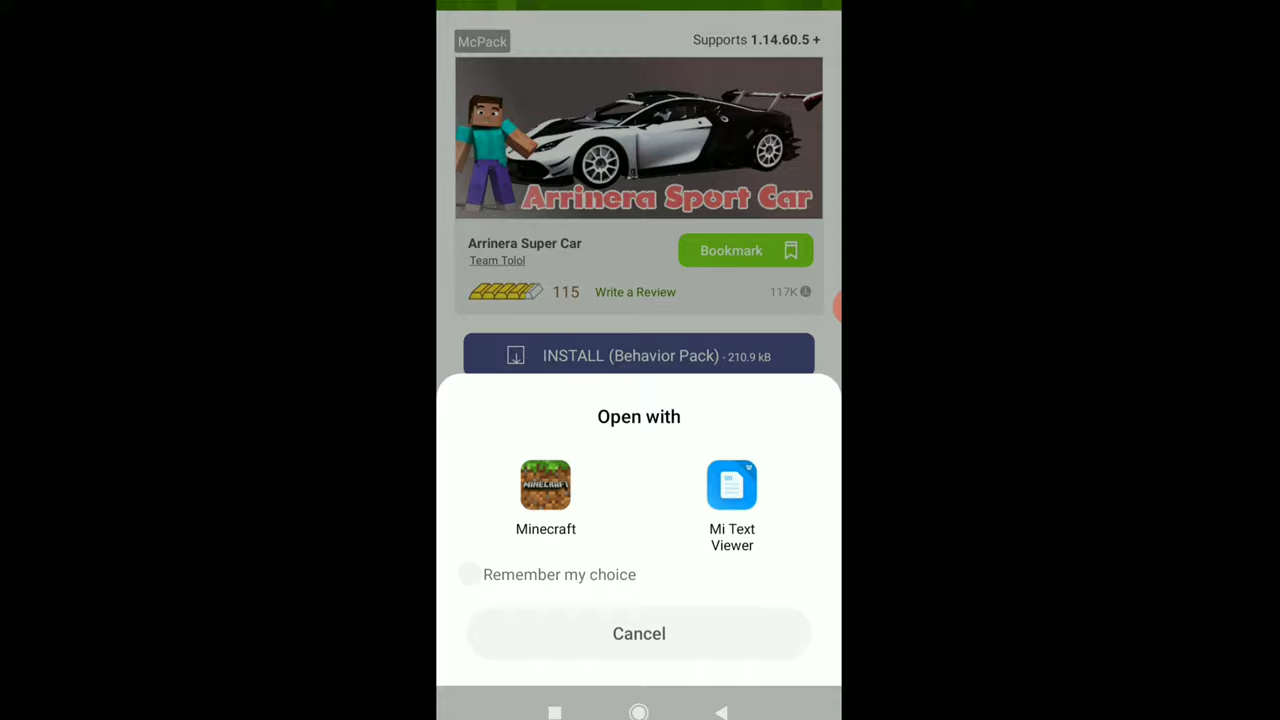 McPack
Supports 1.14.60.5 +
Arrinera Sport Car
Arrinera Super Car
Team Tolol
Bookmark
115
Write a Review
117K
INSTALL (Behavior Pack) - 210.9 kB
Open with
MINECRAFT
Minecraft
Mi Text
Viewer
Remember my choice
Cancel